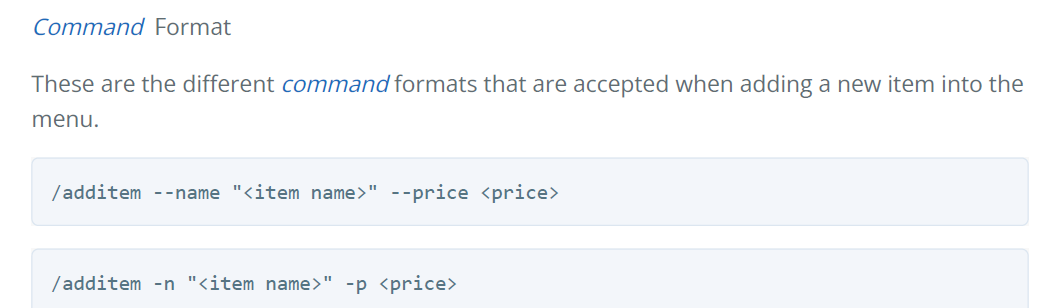 Command Format
These are the different command formats that are accepted when adding a new item into the
menu.
/additem --name "<item name>" --price <price>
/additem -n "<item name>" -p <price>